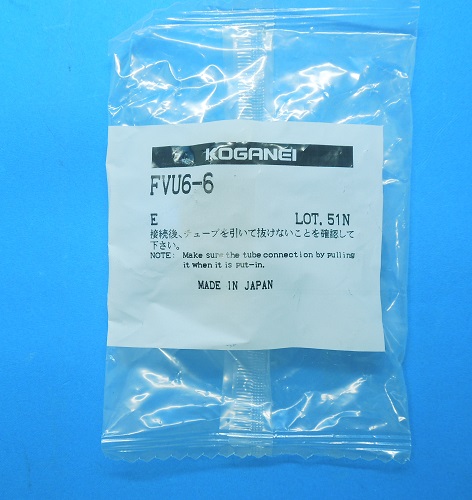 KOGANEI
FVU6-6
E LOT. 51N
接続後、チューブを引いて抜けないことを確認して
下さい。
NOTE: Make sure the tube connection by pulling
it when it is put-in.
MADE IN JAPAN